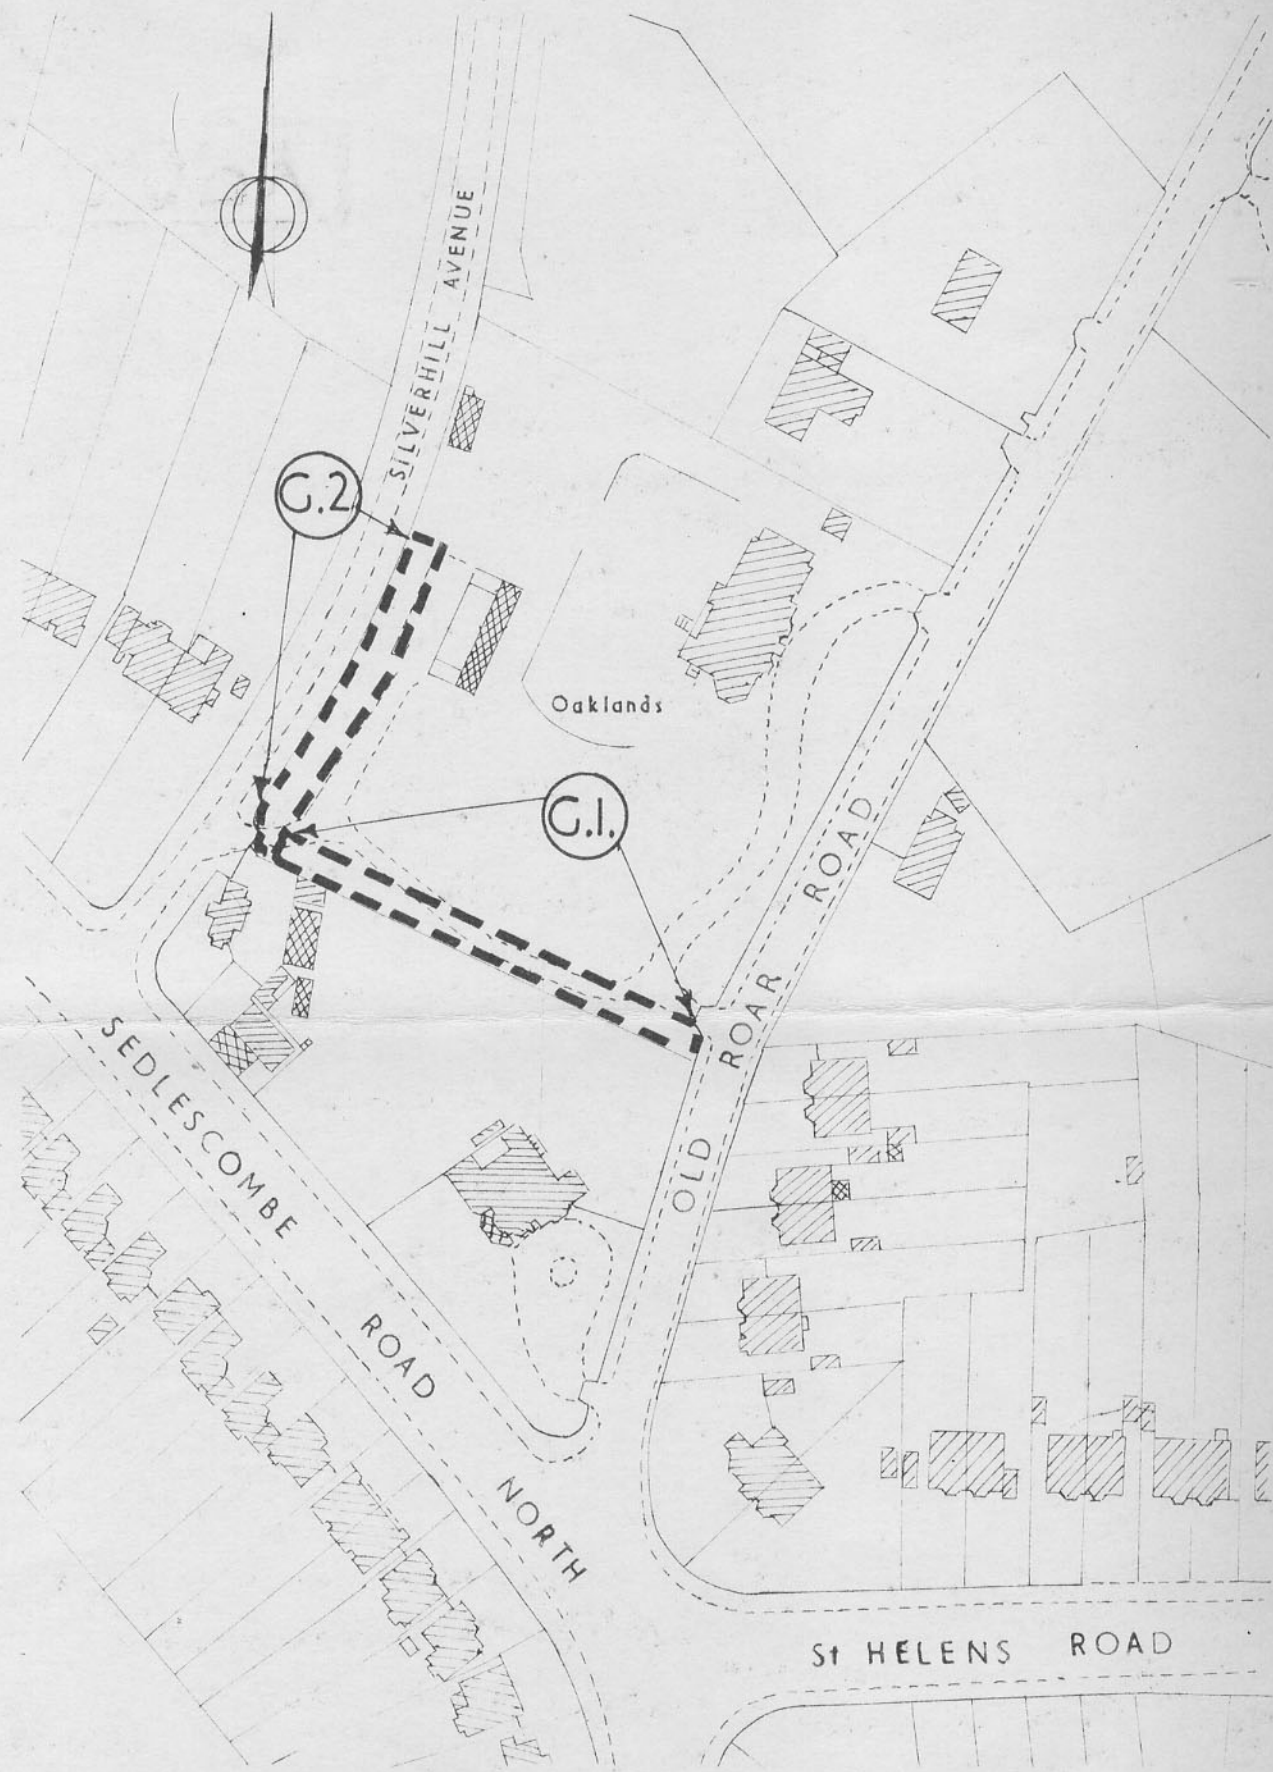 SILVERHILL AVENUE
G.2
Oaklands
G.1.
OLD ROAR ROAD
SEDLESCOMBE ROAD NORTH
St HELENS ROAD